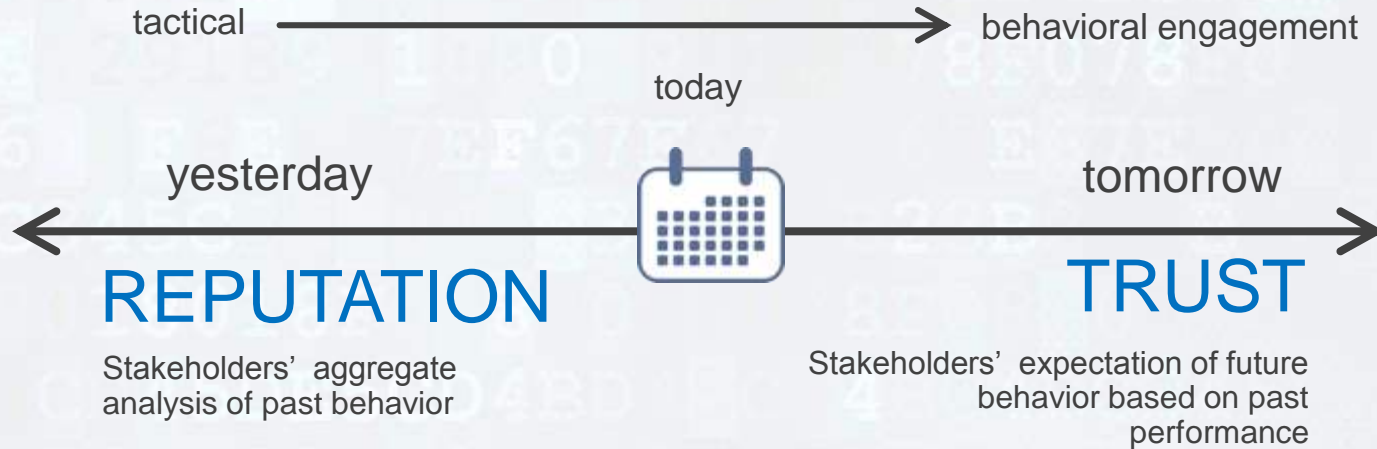 tactical
behavioral engagement
today
yesterday
tomorrow
REPUTATION
TRUST
Stakeholders' aggregate
analysis of past behavior
Stakeholders' expectation of future
behavior based on past
performance